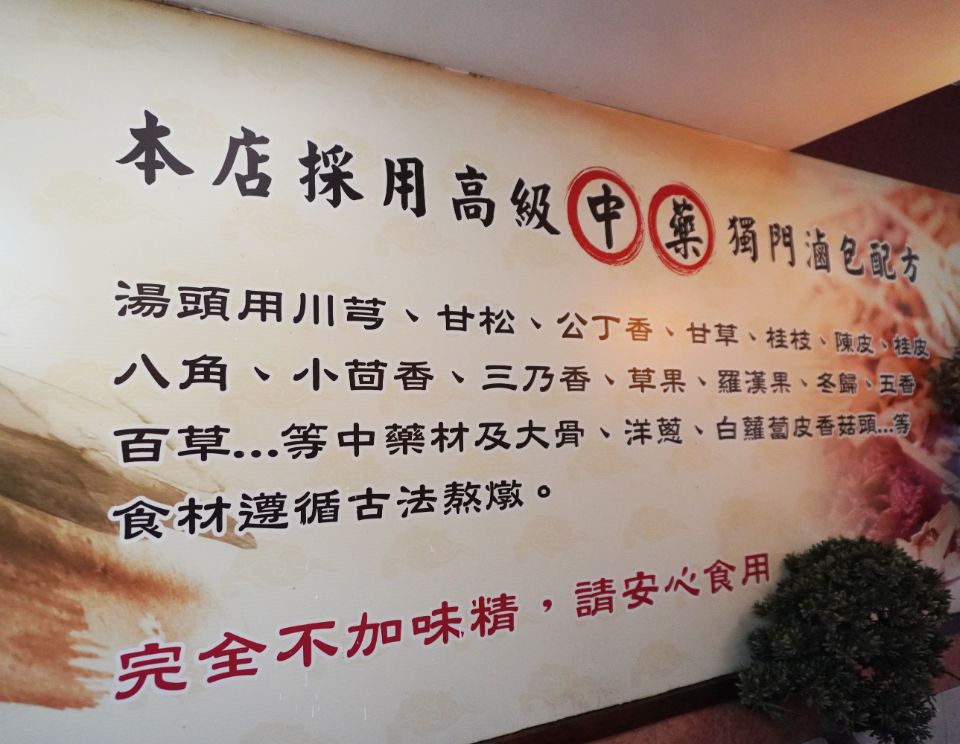 本店採用高級中藥獨門滷包配方
湯頭用川芎、甘松、公丁香、甘草、桂枝、陳皮、桂皮
八角、小茴香、三乃香、草果、羅漢果、冬歸、五香
百草...等中藥材及大骨、洋蔥、白蘿蔔皮香菇頭...等
食材遵循古法熬燉。
完全不加味精，請安心食用